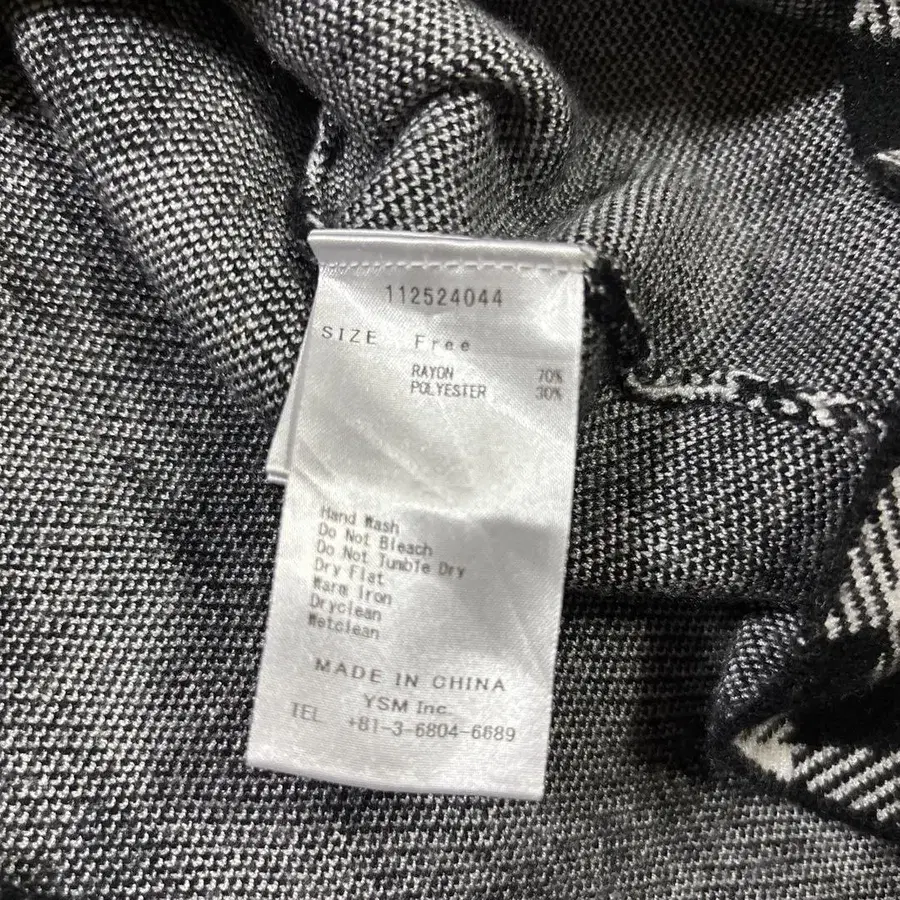 112524044
SIZE Free
RAYON 70%
POLYESTER 30%
Hand Wash
Do Not Bleach
Do Not Tumble Dry
Dry Flat
Warm Iron
Dryclean
Wetclean
MADE IN CHINA
YSM Inc.
TEL +81-3-6804-6689